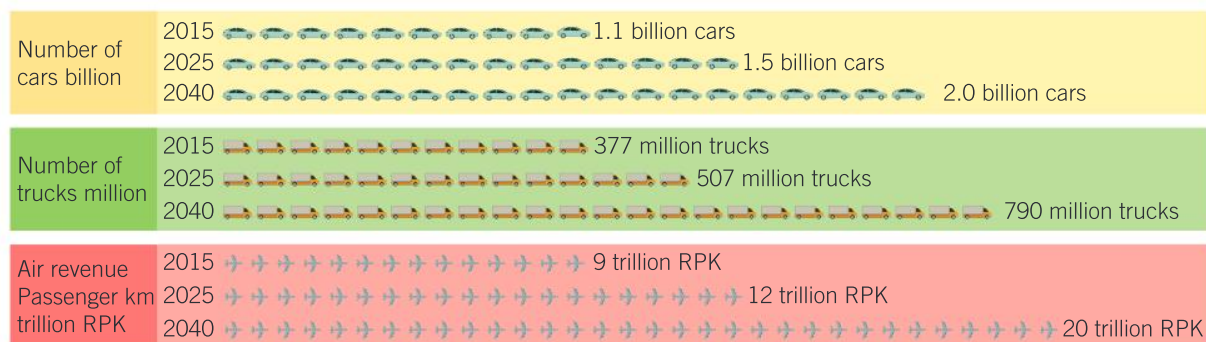 Number of
cars billion
2015 1.1 billion cars
2025 1.5 billion cars
2040 2.0 billion cars
Number of
trucks million
2015 377 million trucks
2025 507 million trucks
2040 790 million trucks
Air revenue
Passenger km
trillion RPK
2015 9 trillion RPK
2025 12 trillion RPK
2040 20 trillion RPK